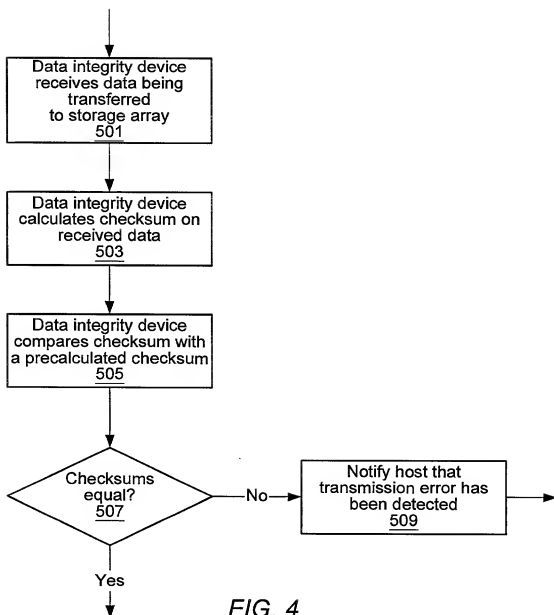 Data integrity device
receives data being
transferred
to storage array
501
Data integrity device
calculates checksum on
received data
503
Data integrity device
compares checksum with
a precalculated checksum
505
Checksums
equal?
507
No
Notify host that
transmission error has
been detected
509
Yes
FIG. 4